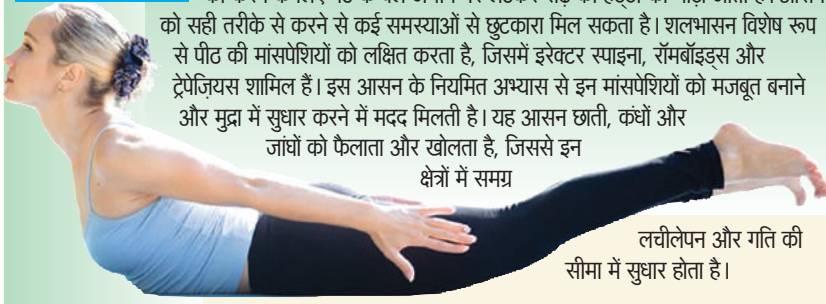 को सही तरीके से करने से कई समस्याओं से छुटकारा मिल सकता है। शलभासन विशेष रूप
से पीठ की मांसपेशियों को लक्षित करता है, जिसमें इरेक्टर स्पाइना, रॉमबॉइड्स और
ट्रेपेज़ियस शामिल हैं। इस आसन के नियमित अभ्यास से इन मांसपेशियों को मजबूत बनाने
और मुद्रा में सुधार करने में मदद मिलती है। यह आसन छाती, कंधों और
जांघों को फैलाता और खोलता है, जिससे इन
क्षेत्रों में समग्र
लचीलेपन और गति की
सीमा में सुधार होता है।